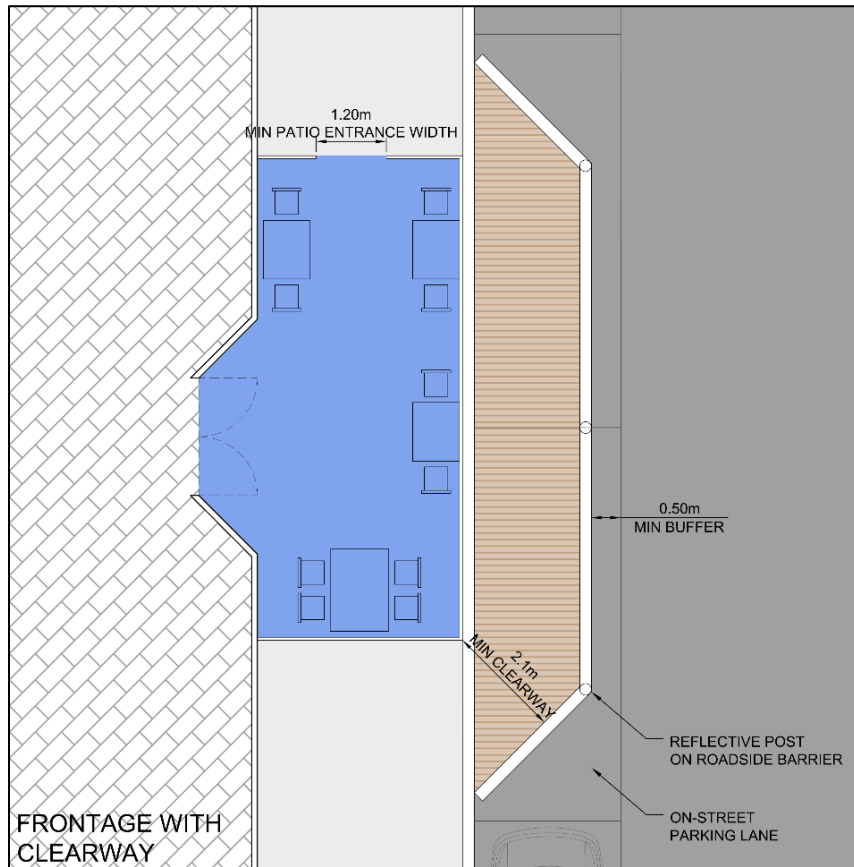 1.20m
MIN PATIO ENTRANCE WIDTH
0.50m
MIN BUFFER
2.1m
MIN CLEARWAY
REFLECTIVE POST
ON ROADSIDE BARRIER
ON-STREET
PARKING LANE
FRONTAGE WITH
CLEARWAY